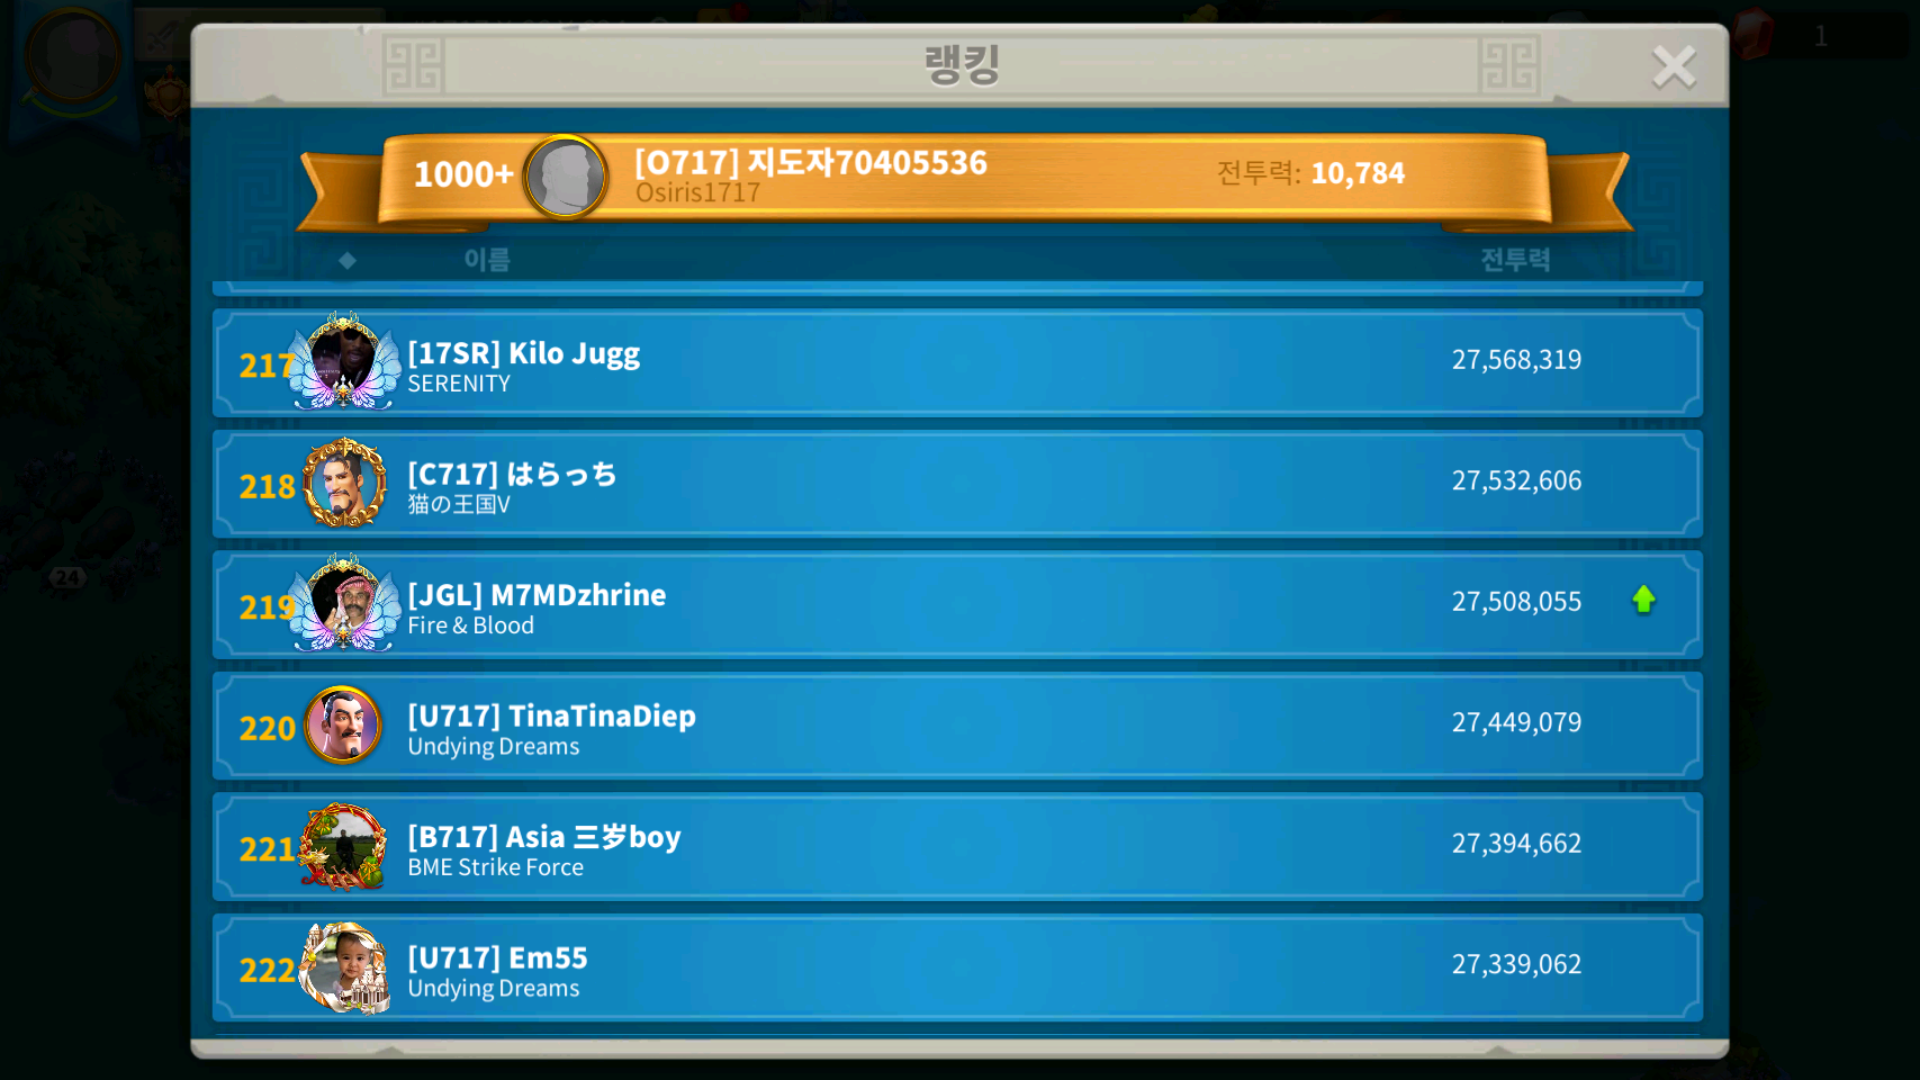 랭킹
1
1000+
[O717] 지도자70405536
Osiris1717
전투력: 10,784
이름
전투력
217
[17SR] Kilo Jugg
SERENITY
27,568,319
218
[C717] はらっち
猫の王国V
27,532,606
219
[JGL] M7MDzhrine
Fire & Blood
27,508,055
24
220
[U717] TinaTinaDiep
Undying Dreams
27,449,079
221
[B717] Asia 三岁boy
BME Strike Force
27,394,662
222
[U717] Em55
Undying Dreams
27,339,062